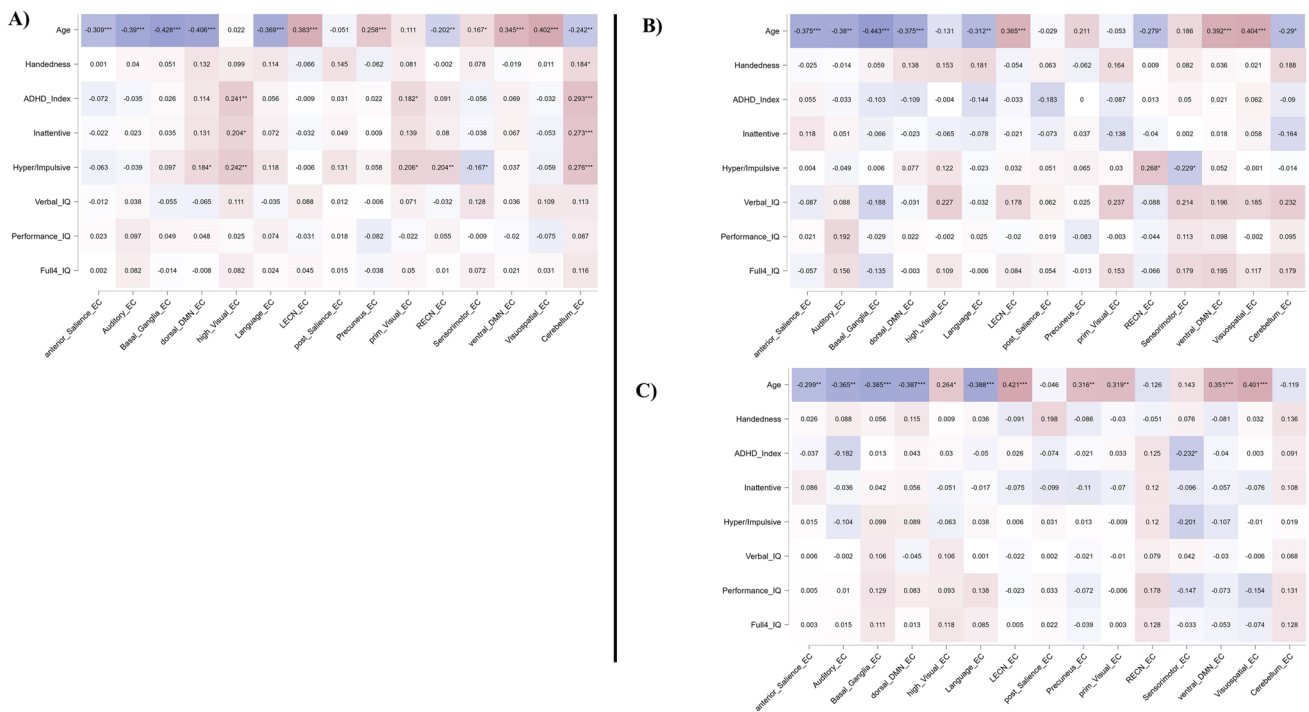 A)
Age -0.309*** -0.39*** -0.428*** -0.406*** 0.022 -0.369*** 0.383*** -0.051 0.258*** 0.111 -0.202** 0.167* 0.345*** 0.402*** -0.242**
Handedness 0.001 0.04 0.051 0.132 0.099 0.114 -0.066 0.145 -0.062 0.081 -0.002 0.078 -0.019 0.011 0.184*
ADHD_Index -0.072 -0.035 0.026 0.114 0.241** 0.056 -0.009 0.031 0.022 0.182* 0.091 -0.056 0.069 -0.032 0.293***
Inattentive -0.022 0.023 0.035 0.131 0.204* 0.072 -0.032 0.049 0.009 0.139 0.08 -0.038 0.067 -0.053 0.273***
Hyper/Impulsive -0.063 -0.039 0.097 0.184* 0.242** 0.118 -0.006 0.131 0.058 0.206* 0.204** -0.167* 0.037 -0.059 0.276***
Verbal_IQ -0.012 0.038 -0.055 -0.065 0.111 -0.035 0.088 0.012 -0.006 0.071 -0.032 0.128 0.036 0.109 0.113
Performance_IQ 0.023 0.097 0.049 0.048 0.025 0.074 -0.031 0.018 -0.082 -0.022 0.055 -0.009 -0.02 -0.075 0.087
Full4_IQ 0.002 0.082 -0.014 -0.008 0.082 0.024 0.045 0.015 -0.038 0.05 0.01 0.072 0.021 0.031 0.116
anterior_Salience_EC Auditory_EC Basal_Ganglia_EC dorsal_DMN_EC high_Visual_EC Language_EC LECN_EC post_Salience_EC Precuneus_EC prim_Visual_EC RECN_EC Sensorimotor_EC ventral_DMN_EC Visuospatial_EC Cerebellum_EC
B)
Age -0.375*** -0.38** -0.443*** -0.375*** -0.131 -0.312** 0.365*** -0.029 0.211 -0.053 -0.279* 0.186 0.392*** 0.404*** -0.29*
Handedness -0.025 -0.014 0.059 0.138 0.153 0.181 -0.054 0.063 -0.062 0.164 0.009 0.082 0.036 0.021 0.188
ADHD_Index 0.055 -0.033 -0.103 -0.109 -0.004 -0.144 -0.033 -0.183 0 -0.087 0.013 0.05 0.021 0.062 -0.09
Inattentive 0.118 0.051 -0.066 -0.023 -0.065 -0.078 -0.021 -0.073 0.037 -0.138 -0.04 0.002 0.018 0.058 -0.164
Hyper/Impulsive 0.004 -0.049 0.006 0.077 0.122 -0.023 0.032 0.051 0.065 0.03 0.268* -0.229* 0.052 -0.001 -0.014
Verbal_IQ -0.087 0.088 -0.188 -0.031 0.227 -0.032 0.178 0.062 0.025 0.237 -0.088 0.214 0.196 0.185 0.232
Performance_IQ 0.021 0.192 -0.029 0.022 -0.002 0.025 -0.02 0.019 -0.083 -0.003 -0.044 0.113 0.098 -0.002 0.095
Full4_IQ -0.057 0.156 -0.135 -0.003 0.109 -0.006 0.084 0.054 -0.013 0.153 -0.066 0.179 0.195 0.117 0.179
anterior_Salience_EC Auditory_EC Basal_Ganglia_EC dorsal_DMN_EC high_Visual_EC Language_EC LECN_EC post_Salience_EC Precuneus_EC prim_Visual_EC RECN_EC Sensorimotor_EC ventral_DMN_EC Visuospatial_EC Cerebellum_EC
C)
Age -0.299** -0.365** -0.385*** -0.387*** 0.264* -0.388*** 0.421*** -0.046 0.316** 0.319** -0.126 0.143 0.351*** 0.401*** -0.119
Handedness 0.026 0.088 0.056 0.115 0.009 0.036 -0.091 0.198 -0.086 -0.03 -0.051 0.076 -0.081 0.032 0.136
ADHD_Index -0.037 -0.182 0.013 0.043 0.03 -0.05 0.026 -0.074 -0.021 0.033 0.125 -0.232* -0.04 0.003 0.091
Inattentive 0.086 -0.036 0.042 0.056 -0.051 -0.017 -0.075 -0.099 -0.11 -0.07 0.12 -0.096 -0.057 -0.076 0.108
Hyper/Impulsive 0.015 -0.104 0.099 0.089 -0.063 0.038 0.006 0.031 0.013 -0.009 0.12 -0.201 -0.107 -0.01 0.019
Verbal_IQ 0.006 -0.002 0.106 -0.045 0.106 0.001 -0.022 0.002 -0.021 -0.01 0.079 0.042 -0.03 -0.006 0.068
Performance_IQ 0.005 0.01 0.129 0.083 0.093 0.138 -0.023 0.033 -0.072 -0.006 0.178 -0.147 -0.073 -0.154 0.131
Full4_IQ 0.003 0.015 0.111 0.013 0.118 0.085 0.005 0.022 -0.039 0.003 0.128 -0.033 -0.053 -0.074 0.128
anterior_Salience_EC Auditory_EC Basal_Ganglia_EC dorsal_DMN_EC high_Visual_EC Language_EC LECN_EC post_Salience_EC Precuneus_EC prim_Visual_EC RECN_EC Sensorimotor_EC ventral_DMN_EC Visuospatial_EC Cerebellum_EC